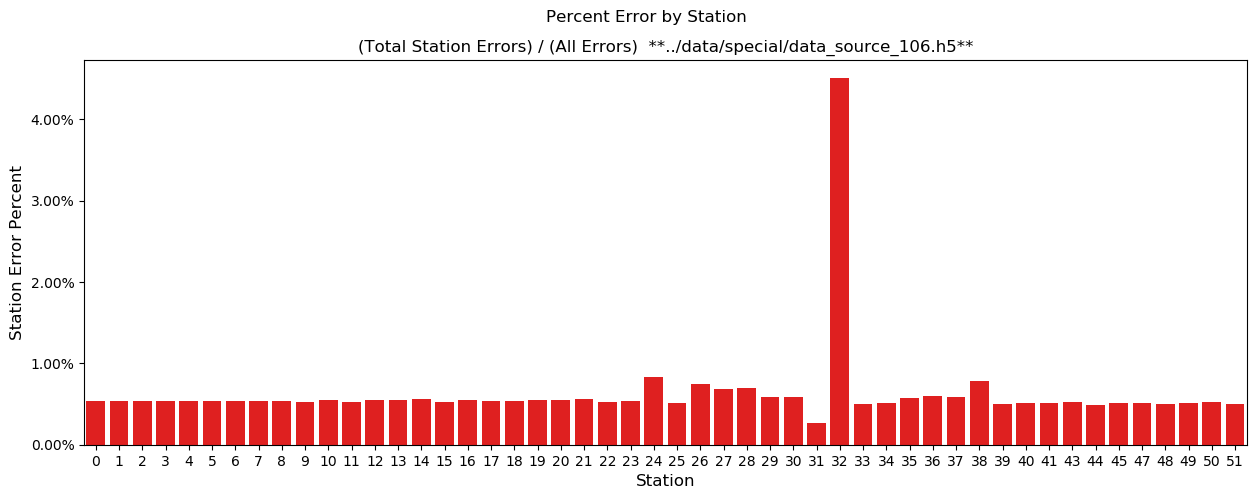 Percent Error by Station
(Total Station Errors) / (All Errors)  **../data/special/data_source_106.h5**
4.00%
3.00%
2.00%
1.00%
0.00%
Station Error Percent
0 1 2 3 4 5 6 7 8 9 10 11 12 13 14 15 16 17 18 19 20 21 22 23 24 25 26 27 28 29 30 31 32 33 34 35 36 37 38 39 40 41 43 44 45 47 48 49 50 51
Station